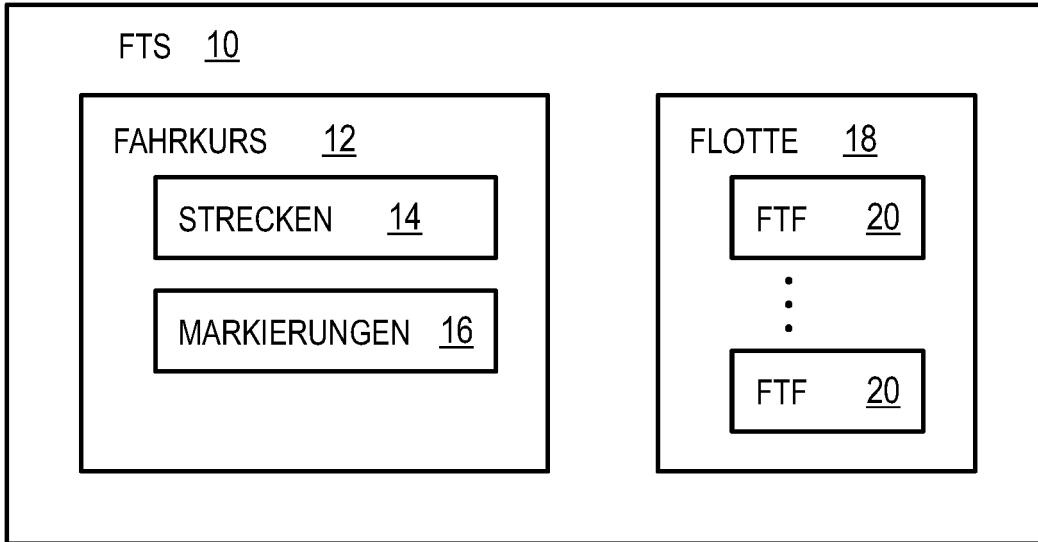 FTS 10
FAHRKURS 12
STRECKEN 14
MARKIERUNGEN 16
FLOTTE 18
FTF 20
FTF 20